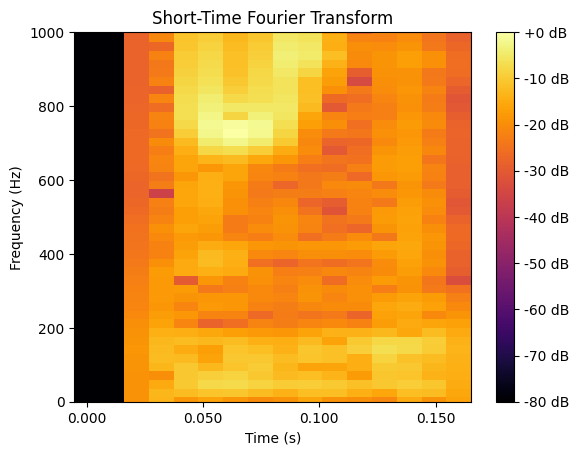 Short-Time Fourier Transform
1000
800
600
400
200
0
Frequency (Hz)
0.000
0.050
0.100
0.150
Time (s)
+0 dB
-10 dB
-20 dB
-30 dB
-40 dB
-50 dB
-60 dB
-70 dB
-80 dB